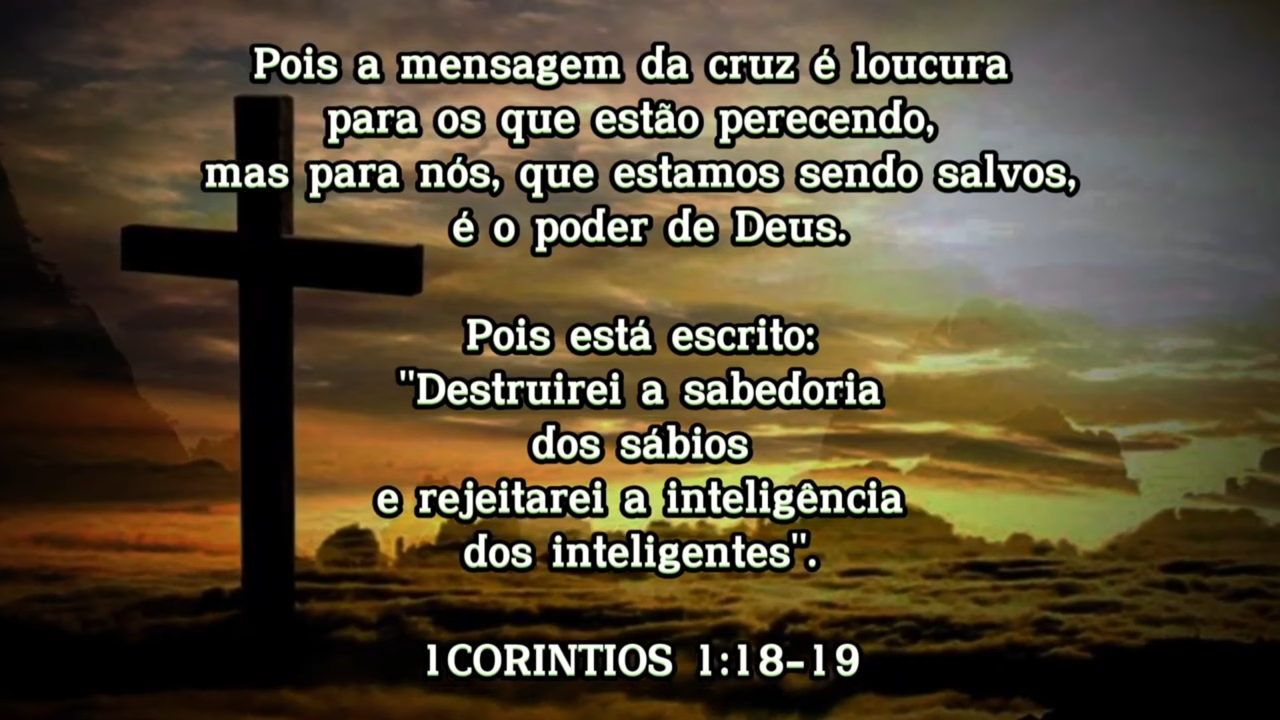 Pois a mensagem da cruz é loucura
para os que estão perecendo,
mas para nós, que estamos sendo salvos,
é o poder de Deus.
Pois está escrito:
"Destruirei a sabedoria
dos sábios
e rejeitarei a inteligência
dos inteligentes".
1CORINTIOS 1:18-19